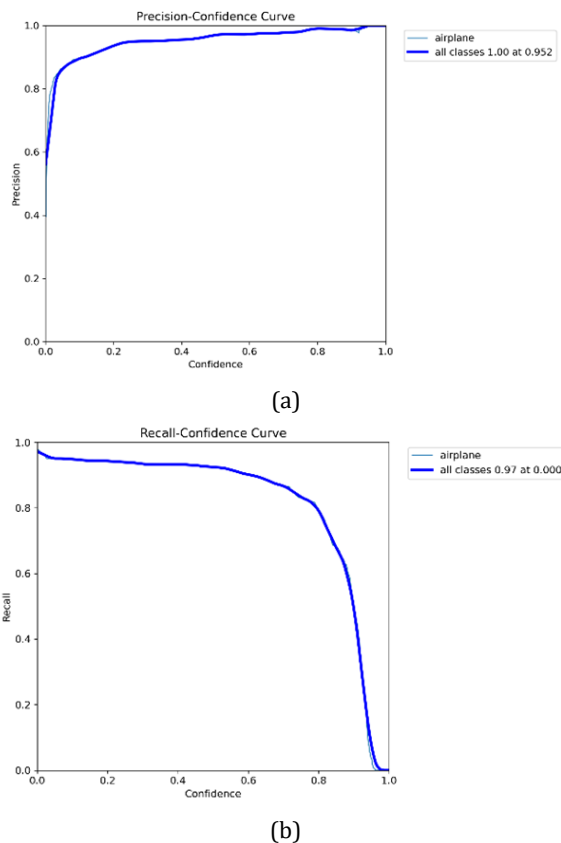 Precision-Confidence Curve
1.0
0.8
0.6
0.4
0.2
0.0
Precision
0.0 0.2 0.4 0.6 0.8 1.0
Confidence
airplane
all classes 1.00 at 0.952
(a)
Recall-Confidence Curve
1.0
0.8
0.6
0.4
0.2
0.0
Recall
0.0 0.2 0.4 0.6 0.8 1.0
Confidence
airplane
all classes 0.97 at 0.000
(b)